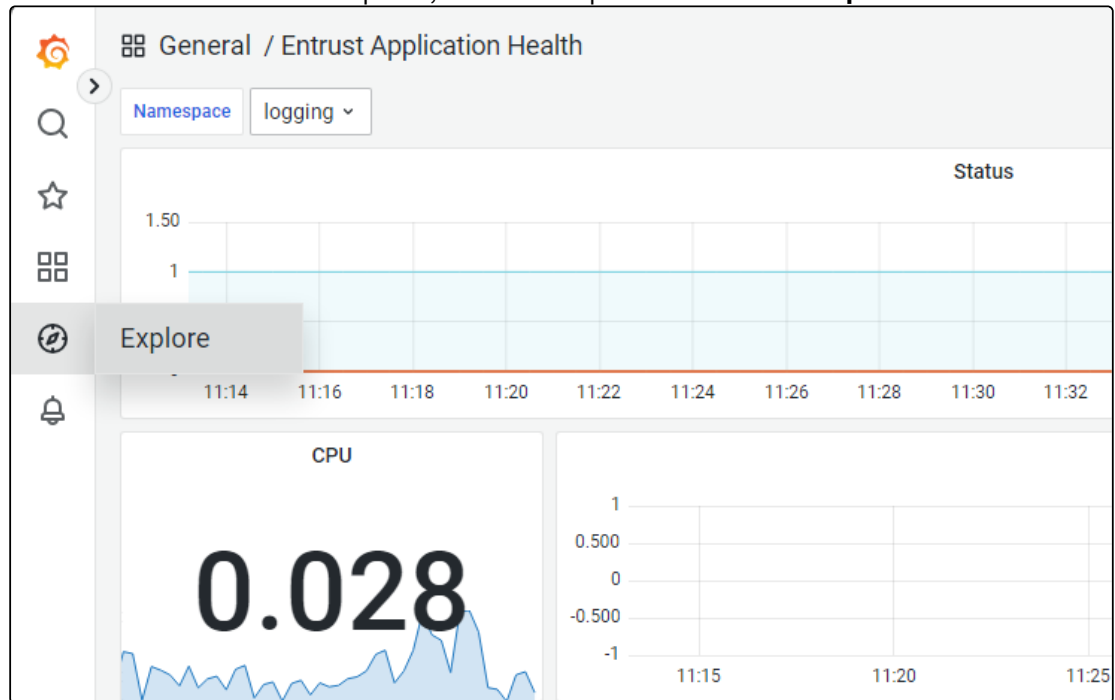 General / Entrust Application Health
Namespace logging
Status
1.50
1
Explore
11:14 11:16 11:18 11:20 11:22 11:24 11:26 11:28 11:30 11:32
CPU
0.028
1
0.500
0
-0.500
-1
11:15 11:20 11:25